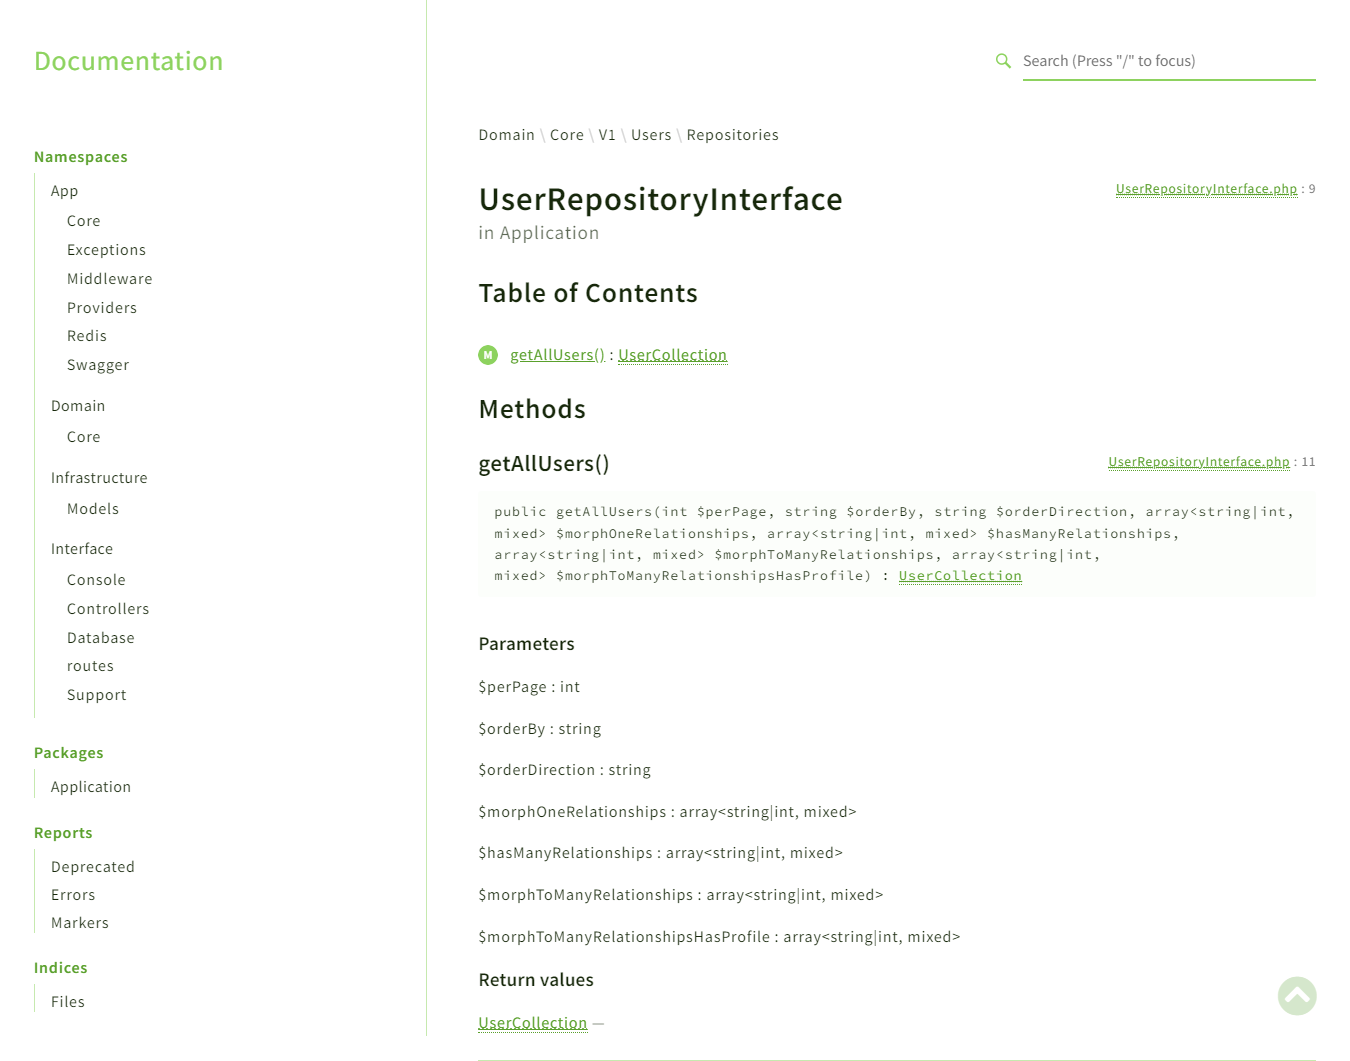 Documentation
Search (Press "/" to focus)
Namespaces
App
Core
Exceptions
Middleware
Providers
Redis
Swagger
Domain
Core
Infrastructure
Models
Interface
Console
Controllers
Database
routes
Support
Packages
Application
Reports
Deprecated
Errors
Markers
Indices
Files
Domain \ Core \ V1 \ Users \ Repositories
UserRepositoryInterface
UserRepositoryInterface.php : 9
in Application
Table of Contents
M getAllUsers() : UserCollection
Methods
getAllUsers()
UserRepositoryInterface.php : 11
public getAllUsers(int $perPage, string $orderBy, string $orderDirection, array<string|int,
mixed> $morphOneRelationships, array<string|int, mixed> $hasManyRelationships,
array<string|int, mixed> $morphToManyRelationships, array<string|int,
mixed> $morphToManyRelationshipsHasProfile) : UserCollection
Parameters
$perPage : int
$orderBy : string
$orderDirection : string
$morphOneRelationships : array<string|int, mixed>
$hasManyRelationships : array<string|int, mixed>
$morphToManyRelationships : array<string|int, mixed>
$morphToManyRelationshipsHasProfile : array<string|int, mixed>
Return values
UserCollection —